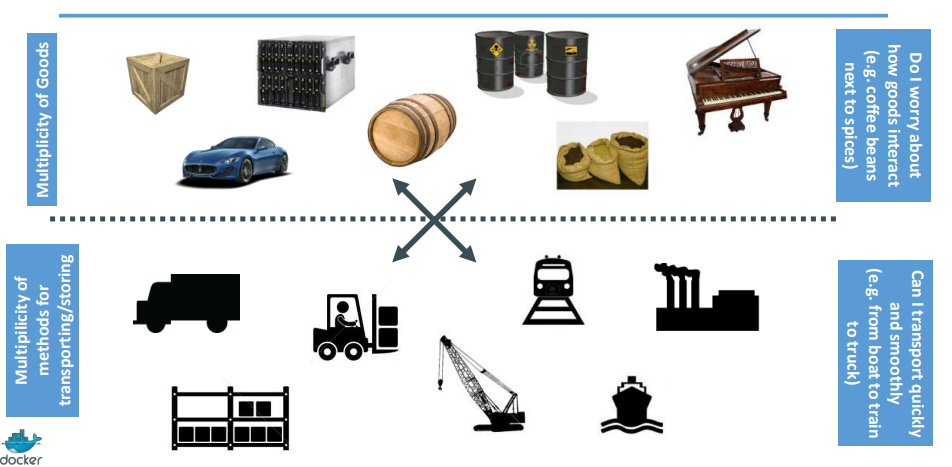 Multiplicity of Goods
Do I worry about
how goods interact
(e.g. coffee beans
next to spices)
Multipilicity of
methods for
transporting/storing
Can I transport quickly
and smoothly
(e.g. from boat to train
to truck)
docker